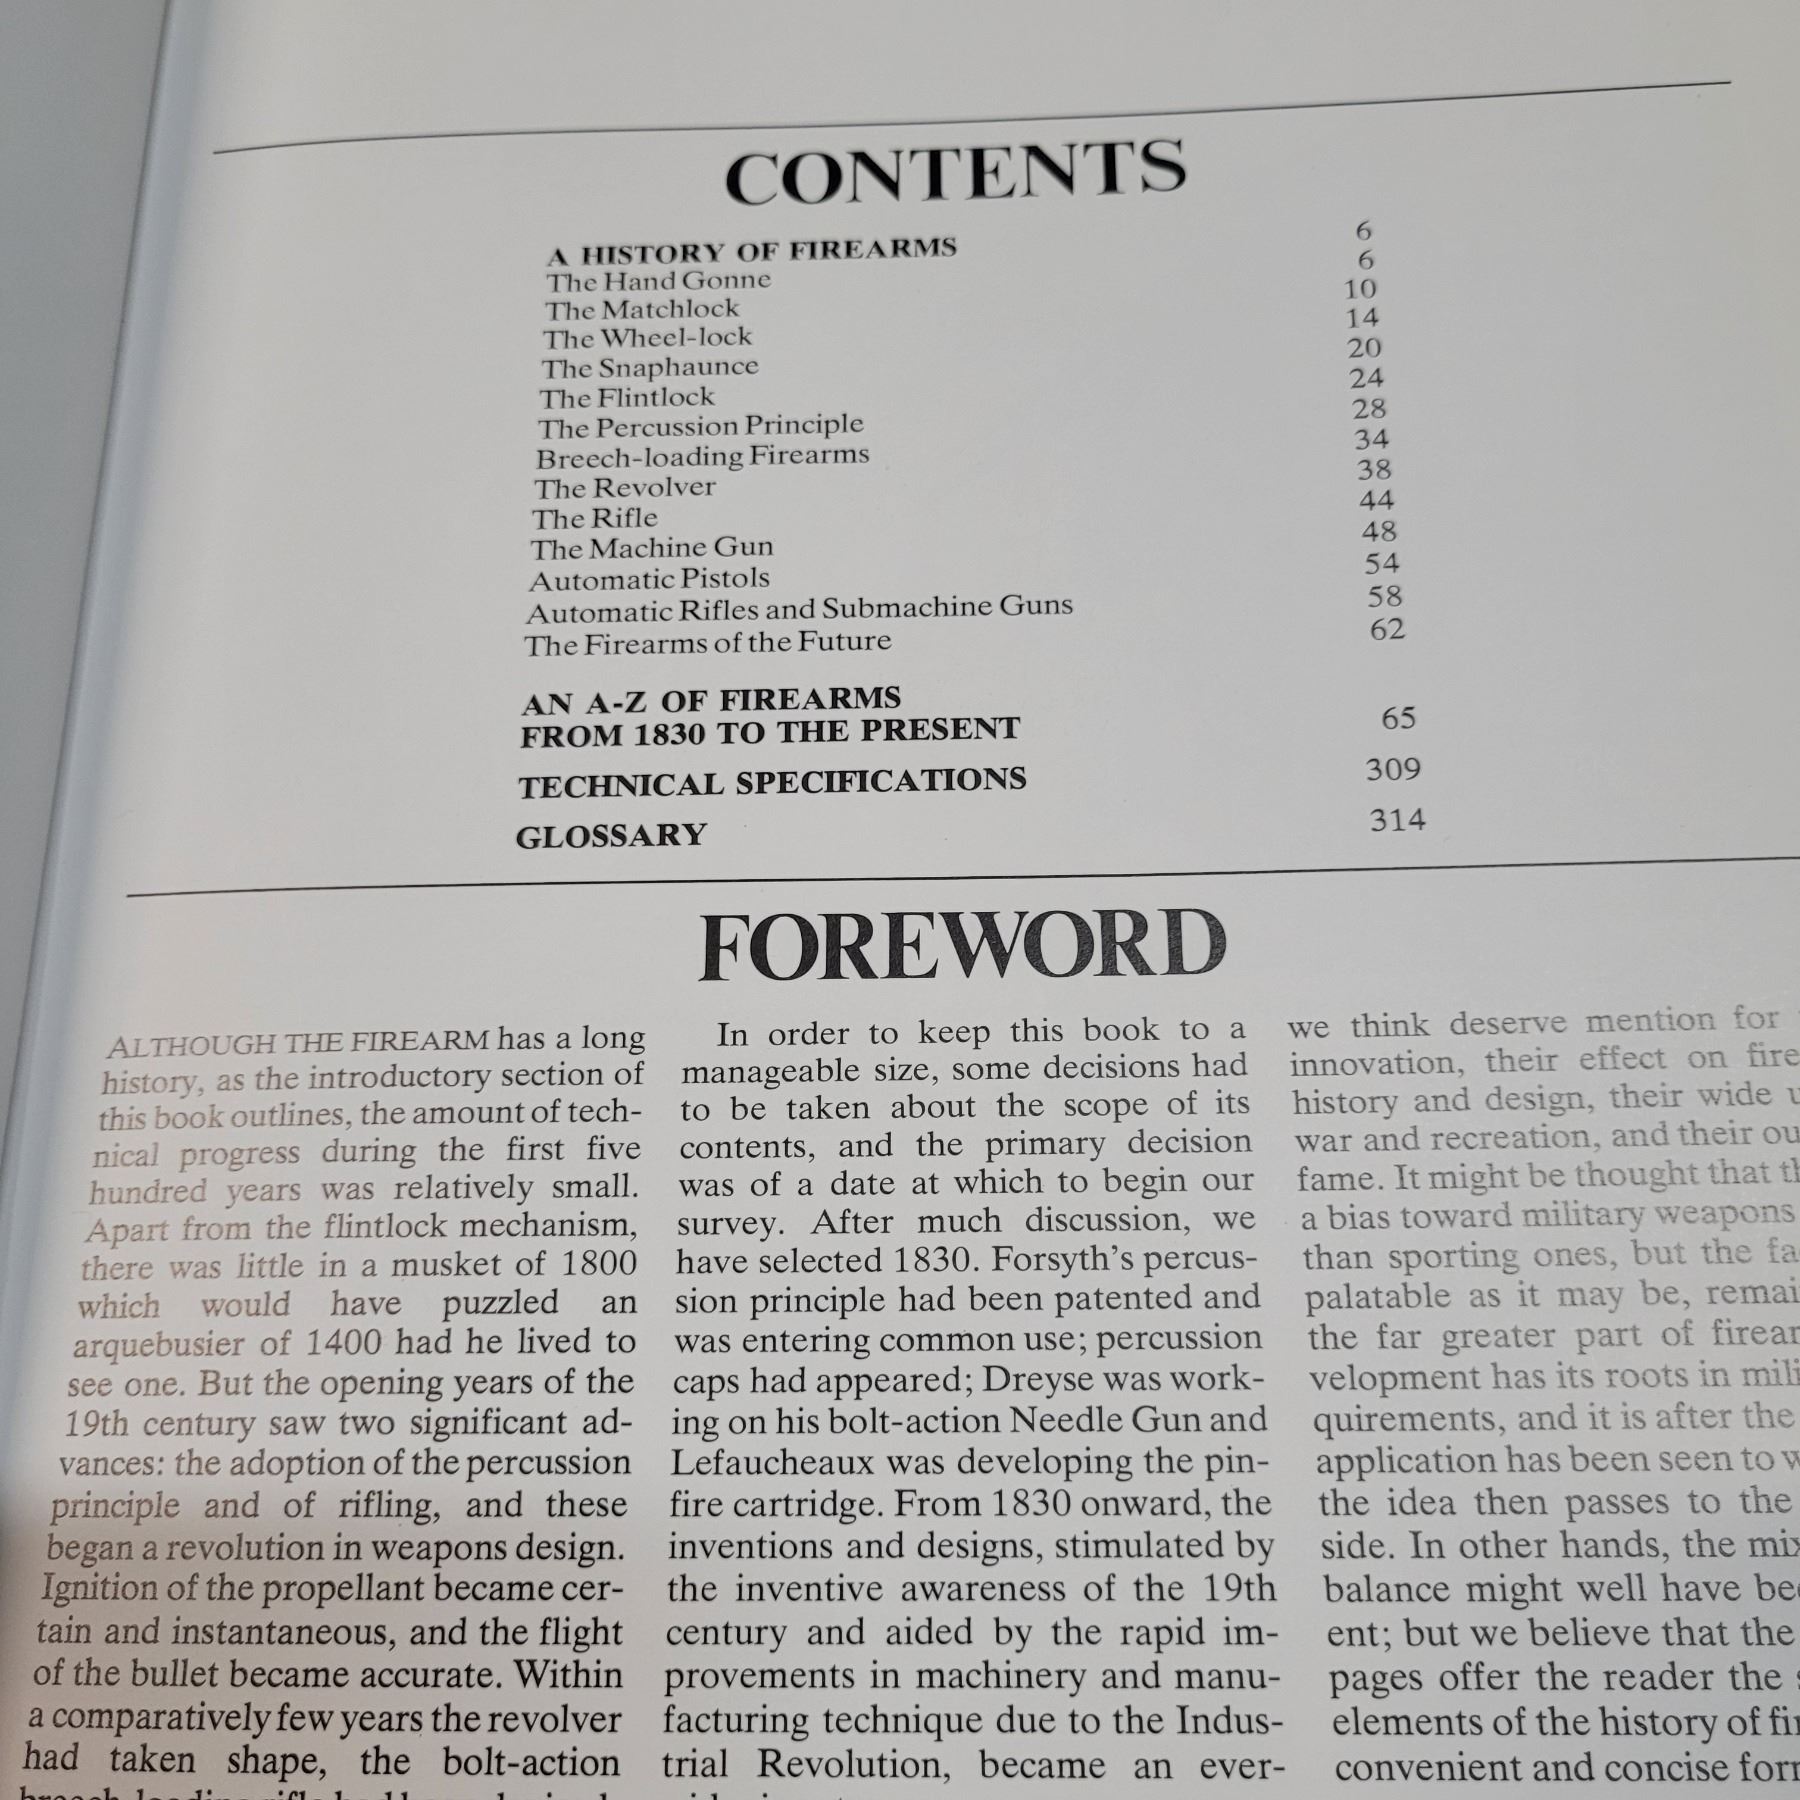 CONTENTS
A HISTORY OF FIREARMS 6
The Hand Gonne 6
The Matchlock 10
The Wheel-lock 14
The Snaphaunce 20
The Flintlock 24
The Percussion Principle 28
Breech-loading Firearms 34
The Revolver 38
The Rifle 44
The Machine Gun 48
Automatic Pistols 54
Automatic Rifles and Submachine Guns 58
The Firearms of the Future 62
AN A-Z OF FIREARMS
FROM 1830 TO THE PRESENT 65
TECHNICAL SPECIFICATIONS 309
GLOSSARY 314
FOREWORD
ALTHOUGH THE FIREARM has a long
history, as the introductory section of
this book outlines, the amount of tech-
nical progress during the first five
hundred years was relatively small.
Apart from the flintlock mechanism,
there was little in a musket of 1800
which would have puzzled an
arquebusier of 1400 had he lived to
see one. But the opening years of the
19th century saw two significant ad-
vances: the adoption of the percussion
principle and of rifling, and these
began a revolution in weapons design.
Ignition of the propellant became cer-
tain and instantaneous, and the flight
of the bullet became accurate. Within
a comparatively few years the revolver
had taken shape, the bolt-action
In order to keep this book to a
manageable size, some decisions had
to be taken about the scope of its
contents, and the primary decision
was of a date at which to begin our
survey. After much discussion, we
have selected 1830. Forsyth's percus-
sion principle had been patented and
was entering common use; percussion
caps had appeared; Dreyse was work-
ing on his bolt-action Needle Gun and
Lefaucheaux was developing the pin-
fire cartridge. From 1830 onward, the
inventions and designs, stimulated by
the inventive awareness of the 19th
century and aided by the rapid im-
provements in machinery and manu-
facturing technique due to the Indus-
trial Revolution, became an ever-
we think deserve mention for
innovation, their effect on fire
history and design, their wide u
war and recreation, and their ou
fame. It might be thought that th
a bias toward military weapons
than sporting ones, but the fa
palatable as it may be, remai
the far greater part of firear
velopment has its roots in mili
quirements, and it is after the
application has been seen to w
the idea then passes to the
side. In other hands, the mix
balance might well have bee
ent; but we believe that the
pages offer the reader the
elements of the history of fir
convenient and concise form